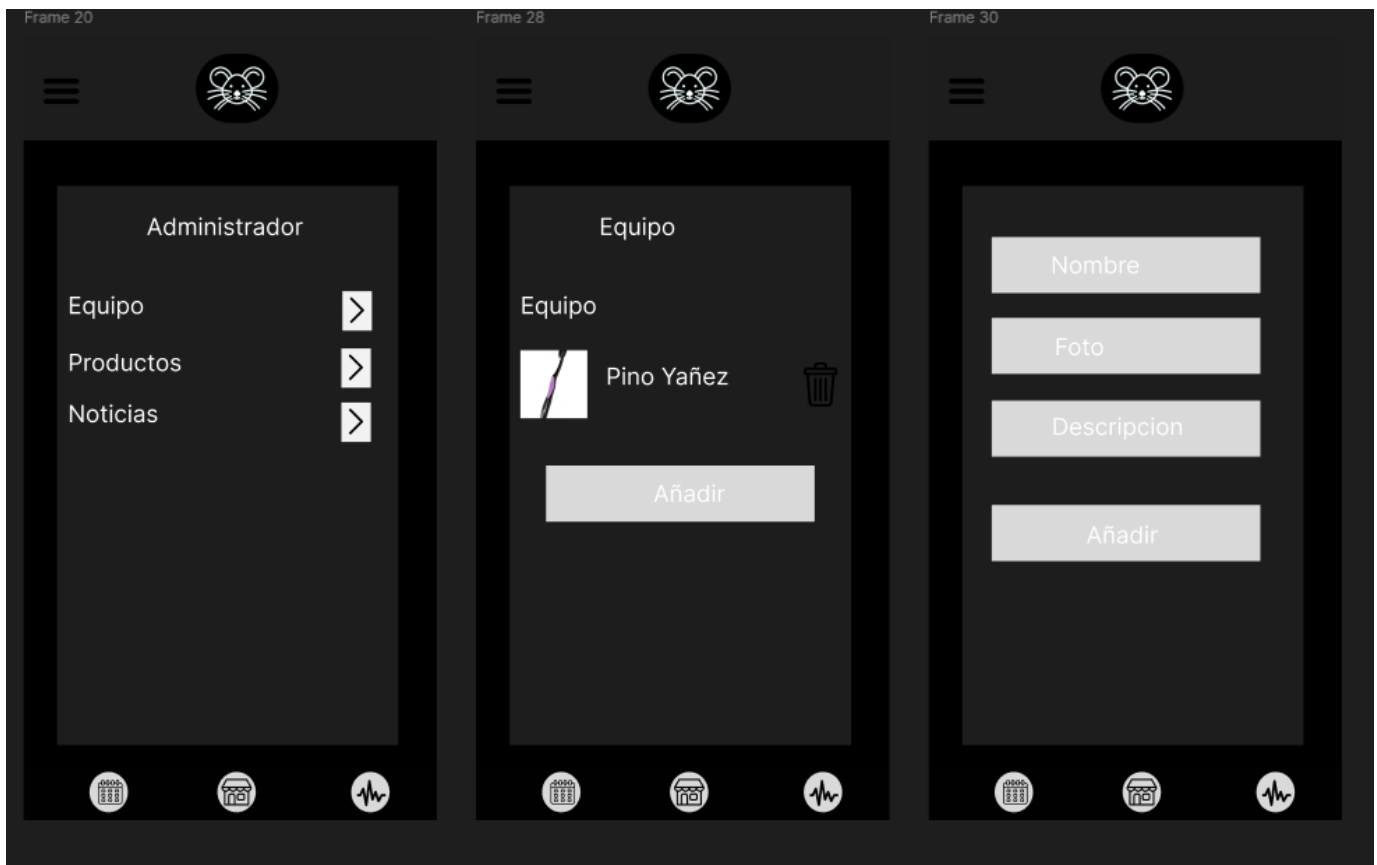 Frame 20
Administrador
Equipo
Productos
Noticias
Frame 28
Equipo
Equipo
Pino Yañez
Añadir
Frame 30
Nombre
Foto
Descripcion
Añadir